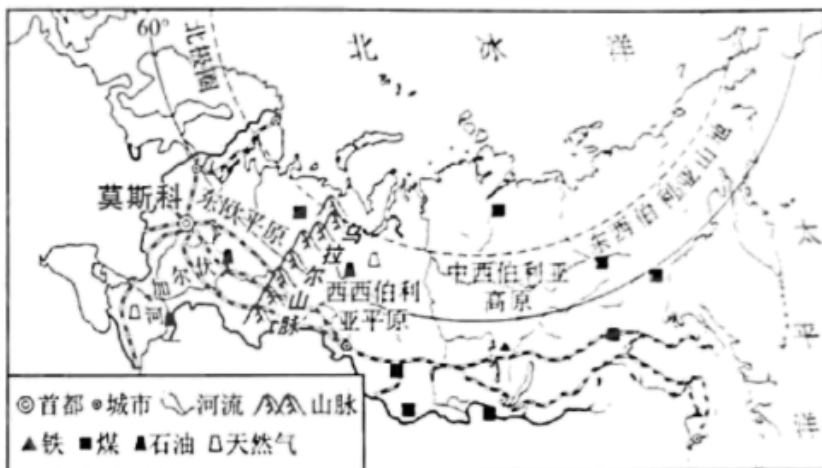 60°
北极圈
北冰洋
莫斯科
东欧平原
乌拉尔山脉
伏尔加河
西西伯利
亚平原
中西伯利亚
高原
东西伯利亚山地
太平洋
首都 城市 河流 山脉
铁 煤 石油 天然气